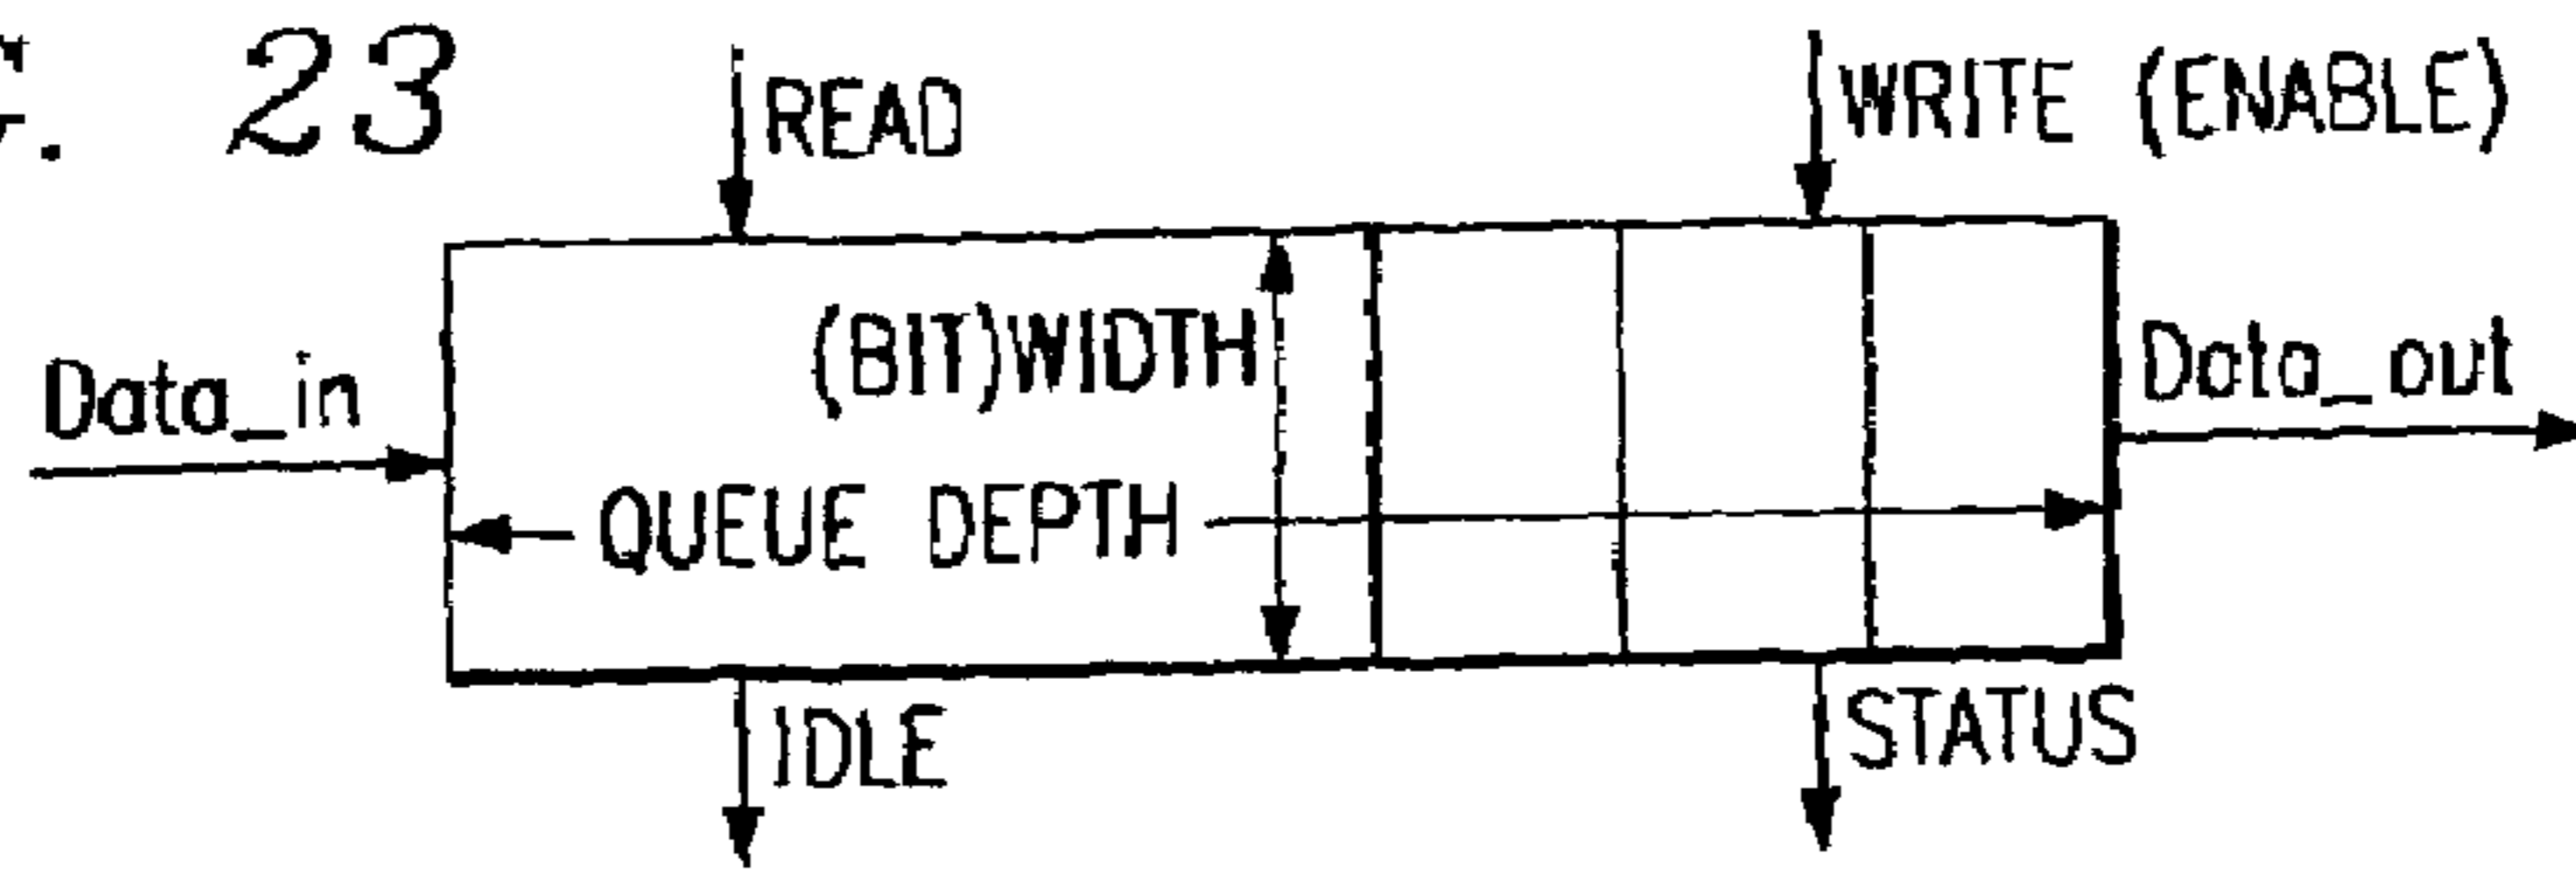 . 23
READ
WRITE (ENABLE)
(BIT)WIDTH
Data_in
Data_out
QUEUE DEPTH
IDLE
STATUS